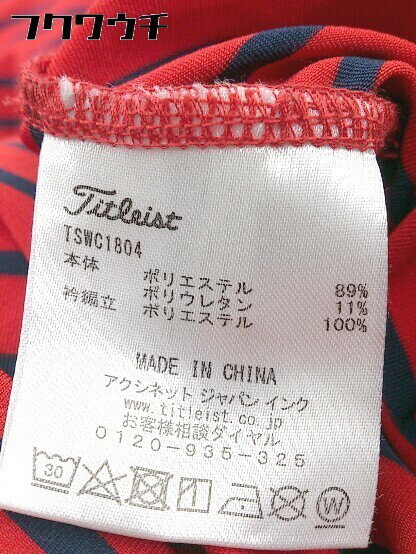 フクワウチ
Titleist
TSWC1804
本体 ポリエステル 89%
ポリウレタン 11%
衿編立 ポリエステル 100%
MADE IN CHINA
アクシネット ジャパン インク
www.titleist.co.jp
お客様相談ダイヤル
0120-935-325
30 W